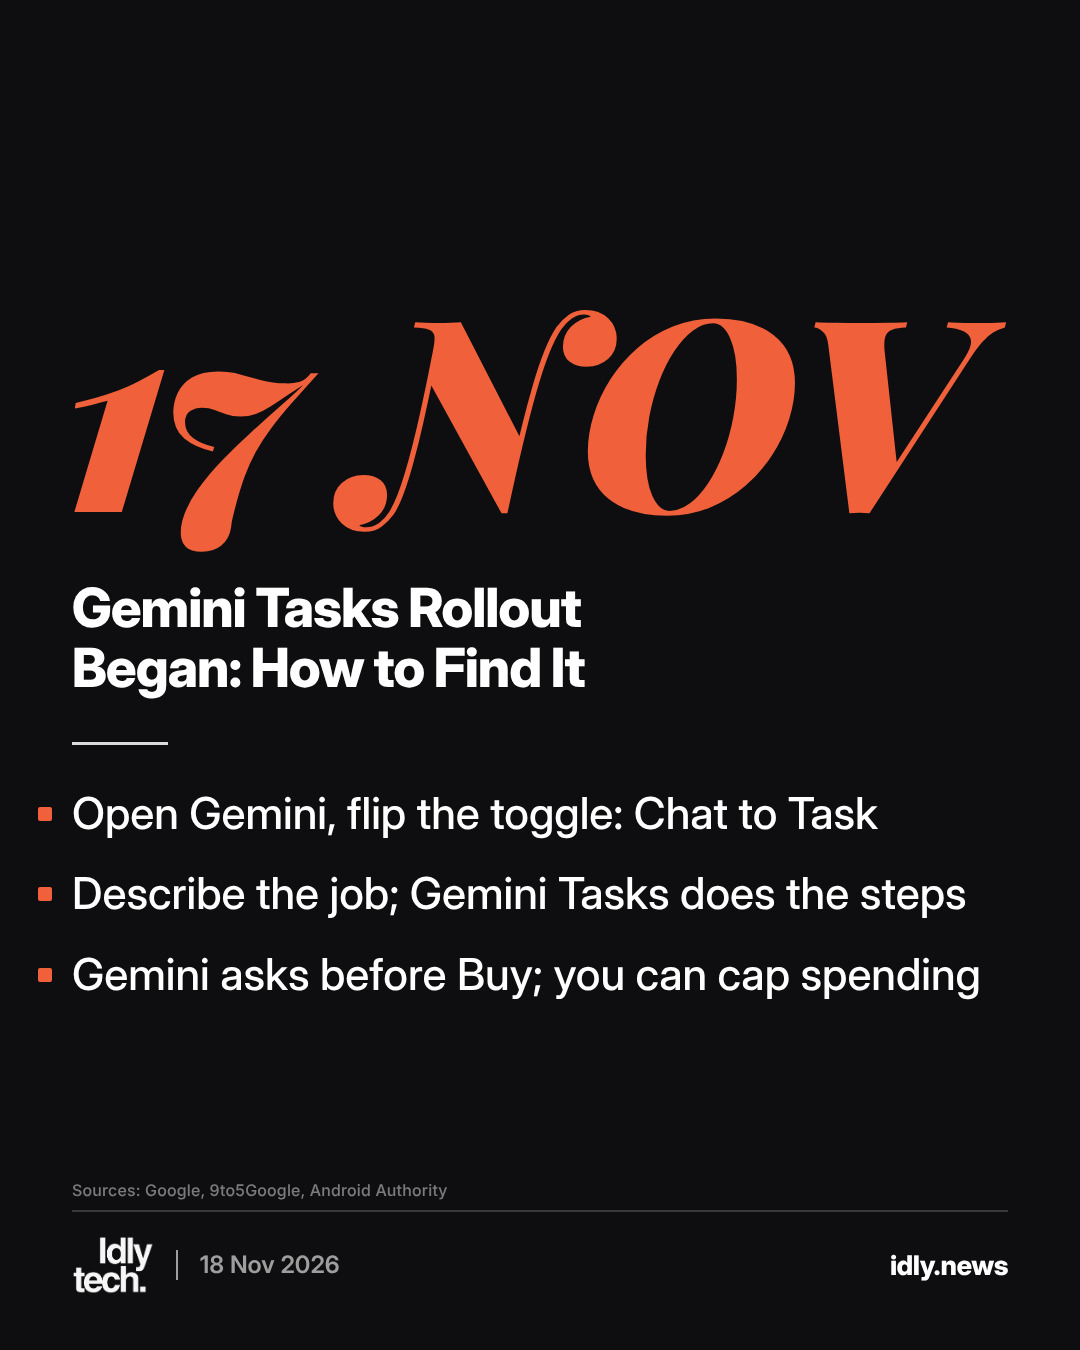 17 NOV
Gemini Tasks Rollout
Began: How to Find It
Open Gemini, flip the toggle: Chat to Task
Describe the job; Gemini Tasks does the steps
Gemini asks before Buy; you can cap spending
Sources: Google, 9to5Google, Android Authority
Idly
tech.
18 Nov 2026
idly.news